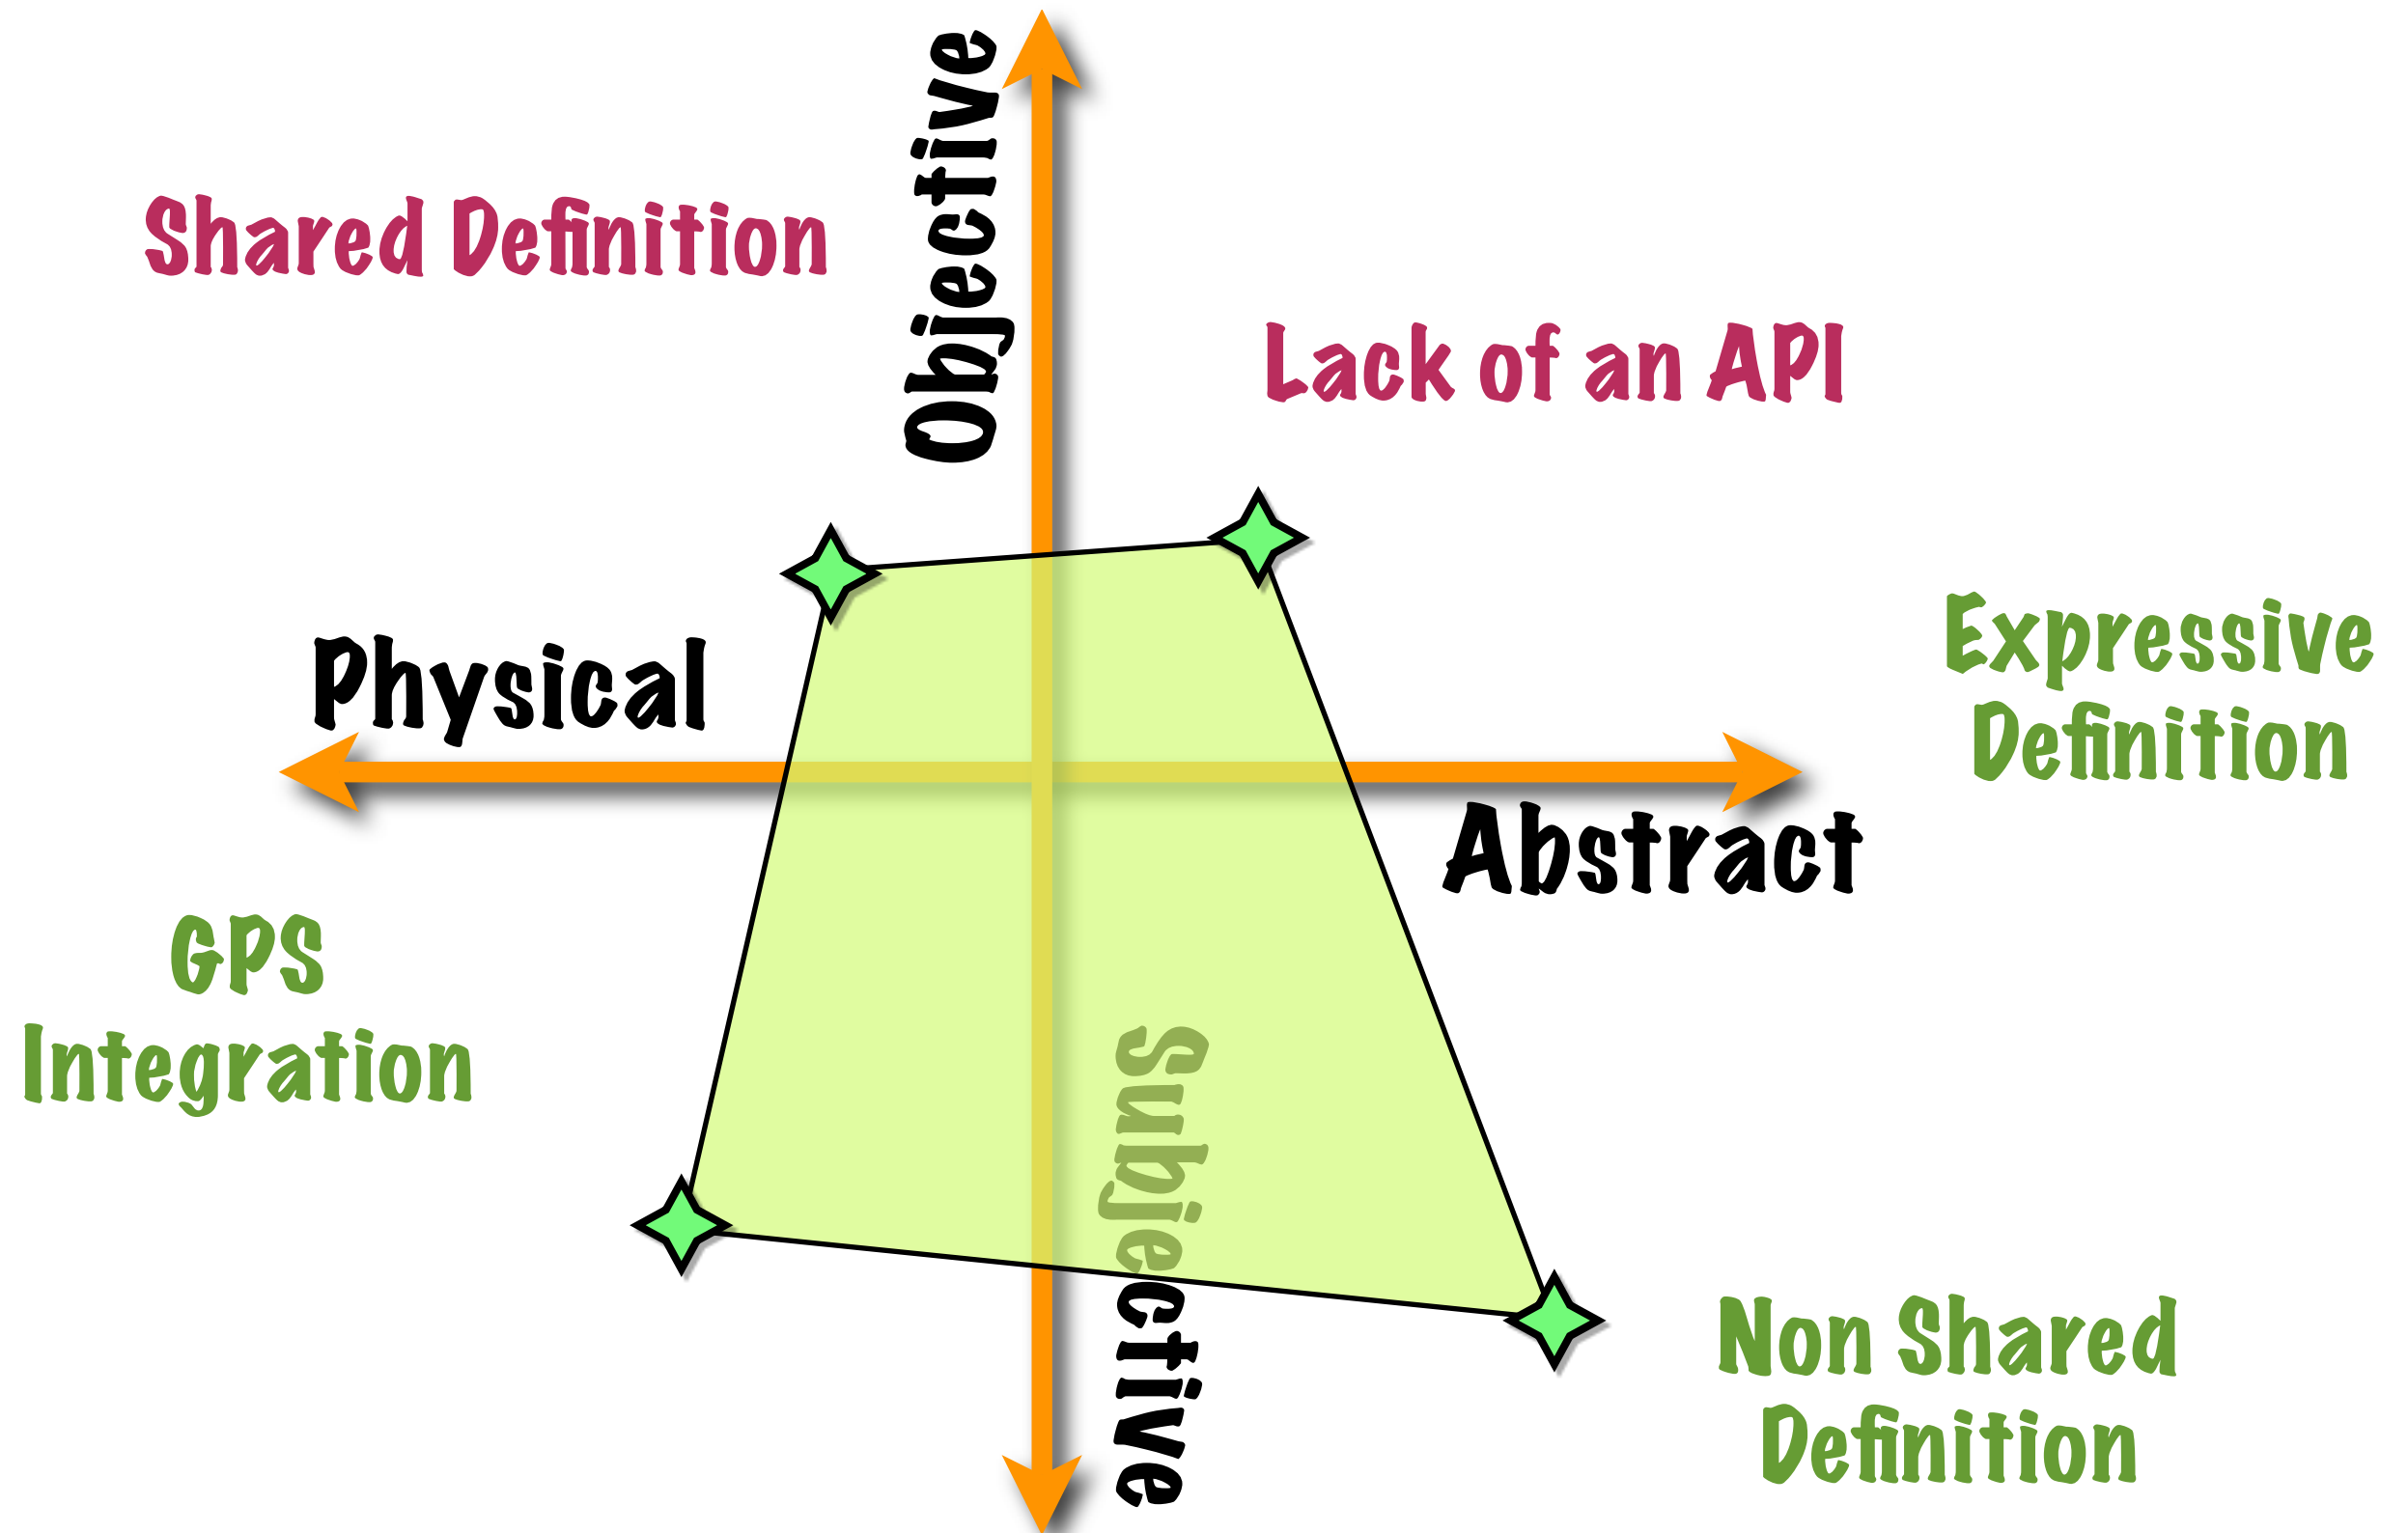 Objective
Shared Definition
Lack of an API
Physical
Expressive
Definition
Abstract
GPS
Integration
Subjective
Non Shared
Definition